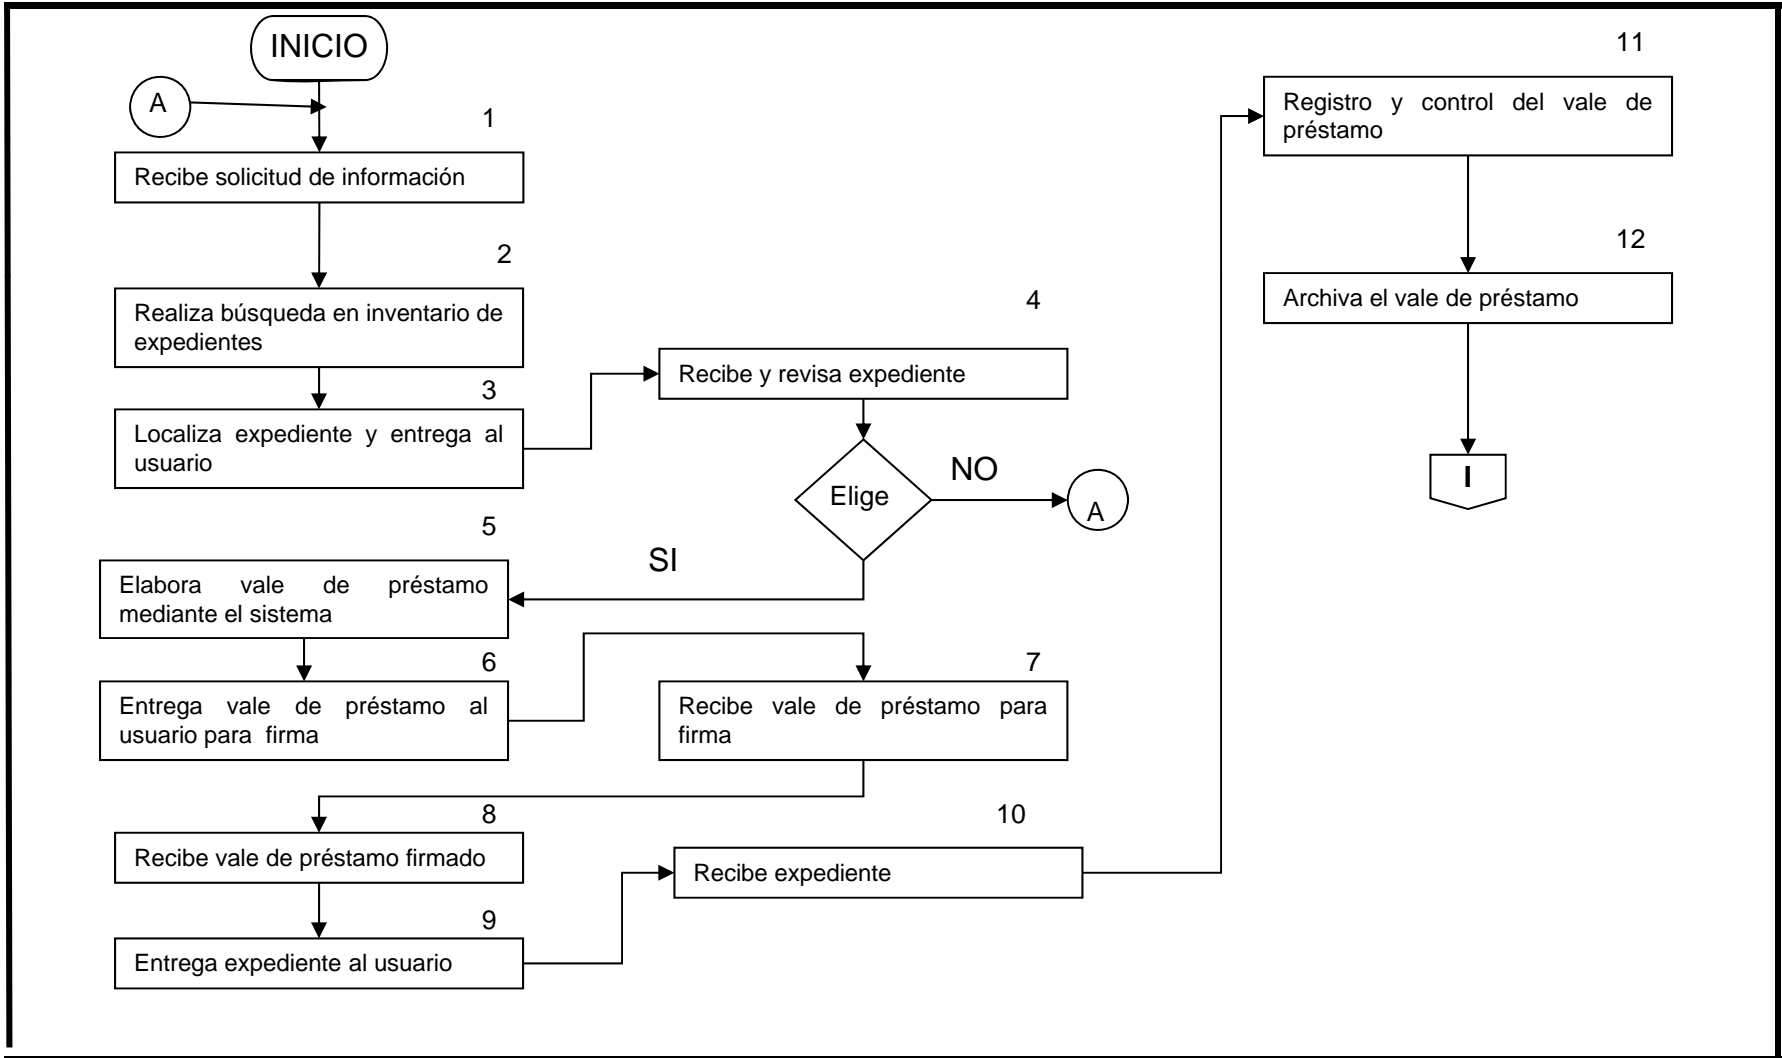 INICIO
A
1
Recibe solicitud de información
2
Realiza búsqueda en inventario de
expedientes
3
Localiza expediente y entrega al
usuario
4
Recibe y revisa expediente
Elige
NO
A
SI
5
Elabora vale de préstamo
mediante el sistema
6
Entrega vale de préstamo al
usuario para firma
7
Recibe vale de préstamo para
firma
8
Recibe vale de préstamo firmado
9
Entrega expediente al usuario
10
Recibe expediente
11
Registro y control del vale de
préstamo
12
Archiva el vale de préstamo
I